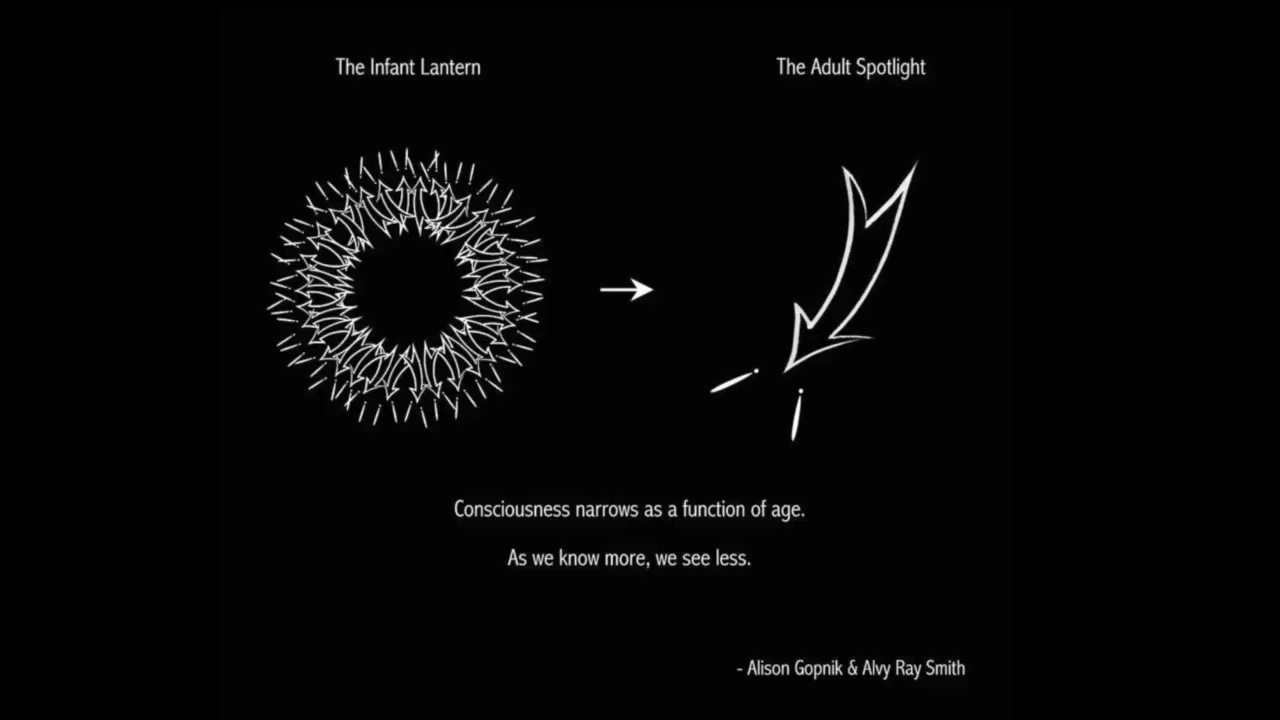 The Infant Lantern
The Adult Spotlight
Consciousness narrows as a function of age.
As we know more, we see less.
- Alison Gopnik & Alvy Ray Smith